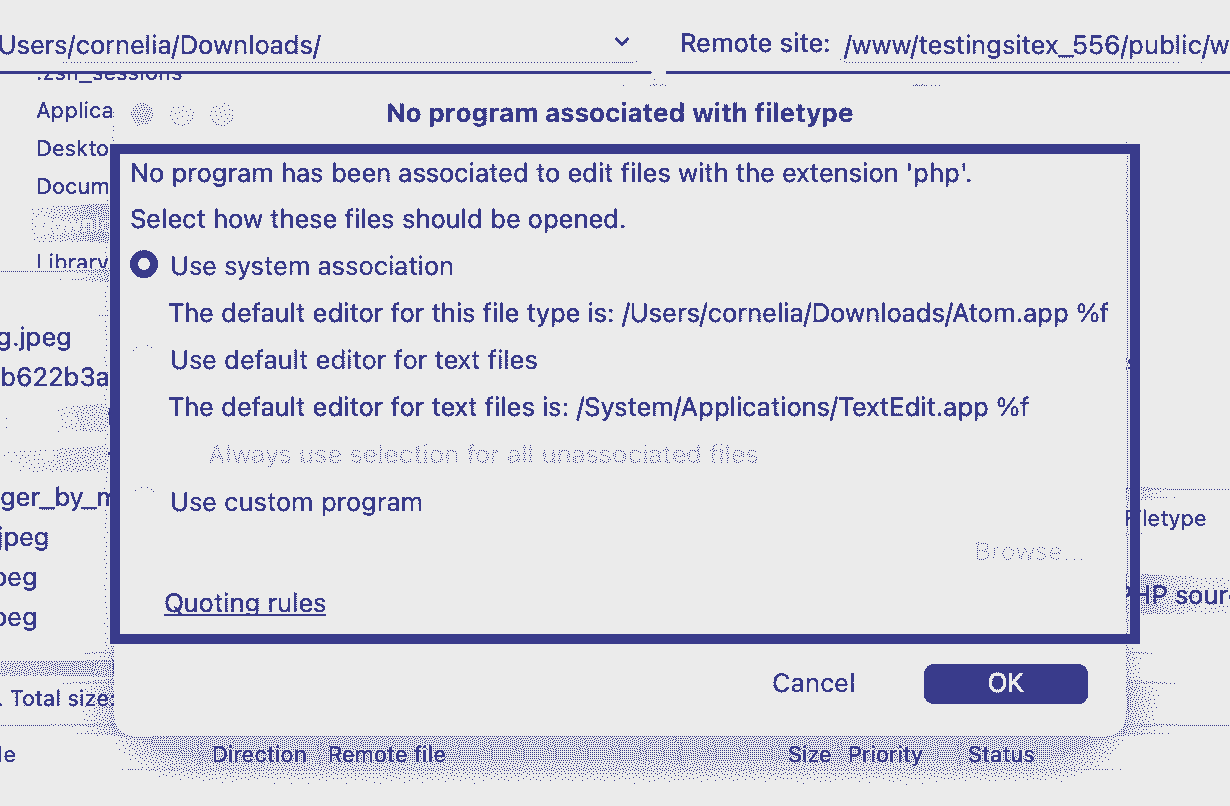 Users/cornelia/Downloads/
Remote site: /www/testingsitex_556/public/w
.zsh_sessions
Applica
No program associated with filetype
Deskto
Docum
Library
No program has been associated to edit files with the extension 'php'.
Select how these files should be opened.
Use system association
The default editor for this file type is: /Users/cornelia/Downloads/Atom.app %f
g.jpeg
Use default editor for text files
b622b3a
The default editor for text files is: /System/Applications/TextEdit.app %f
Always use selection for all unassociated files
ger_by_m
Use custom program
Filetype
jpeg
Browse...
peg
PHP sour
Quoting rules
peg
Cancel
OK
. Total size:
le
Direction
Remote file
Size
Priority
Status